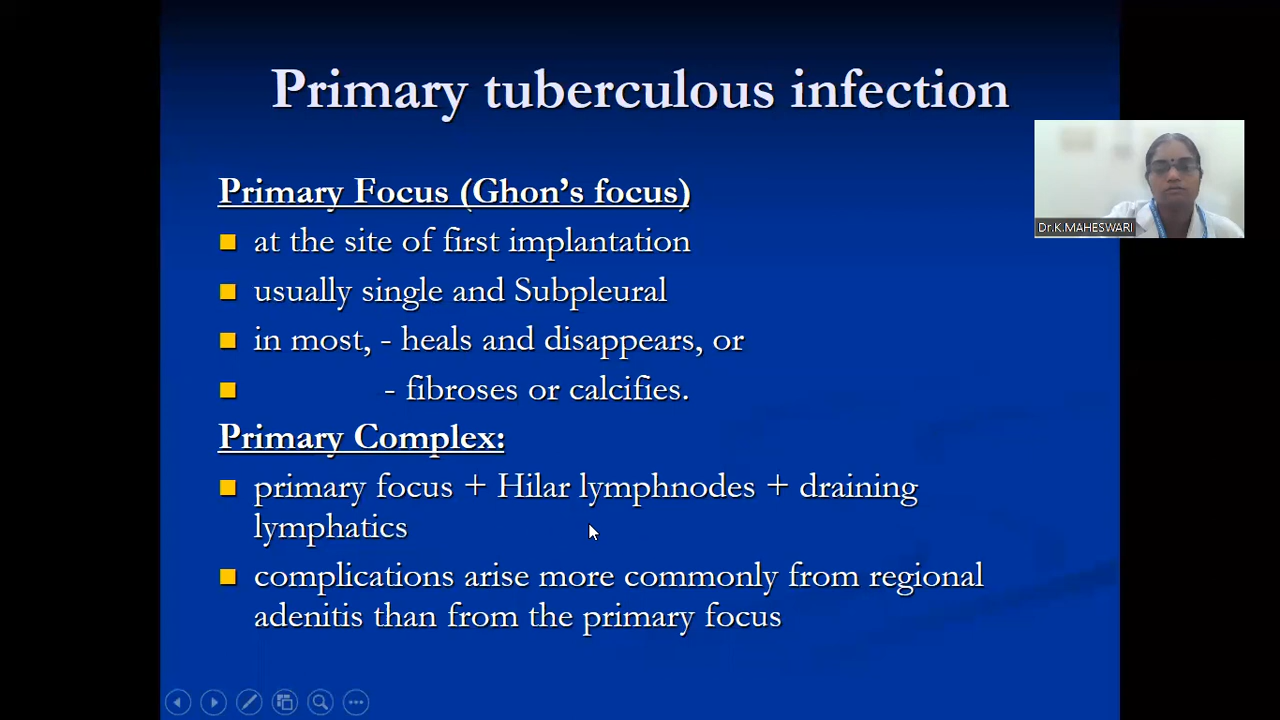 Primary tuberculous infection
Primary Focus (Ghon’s focus)
at the site of first implantation
usually single and Subpleural
in most, - heals and disappears, or
- fibroses or calcifies.
Primary Complex:
primary focus + Hilar lymphnodes + draining
lymphatics
complications arise more commonly from regional
adenitis than from the primary focus
Dr.K.MAHESWARI